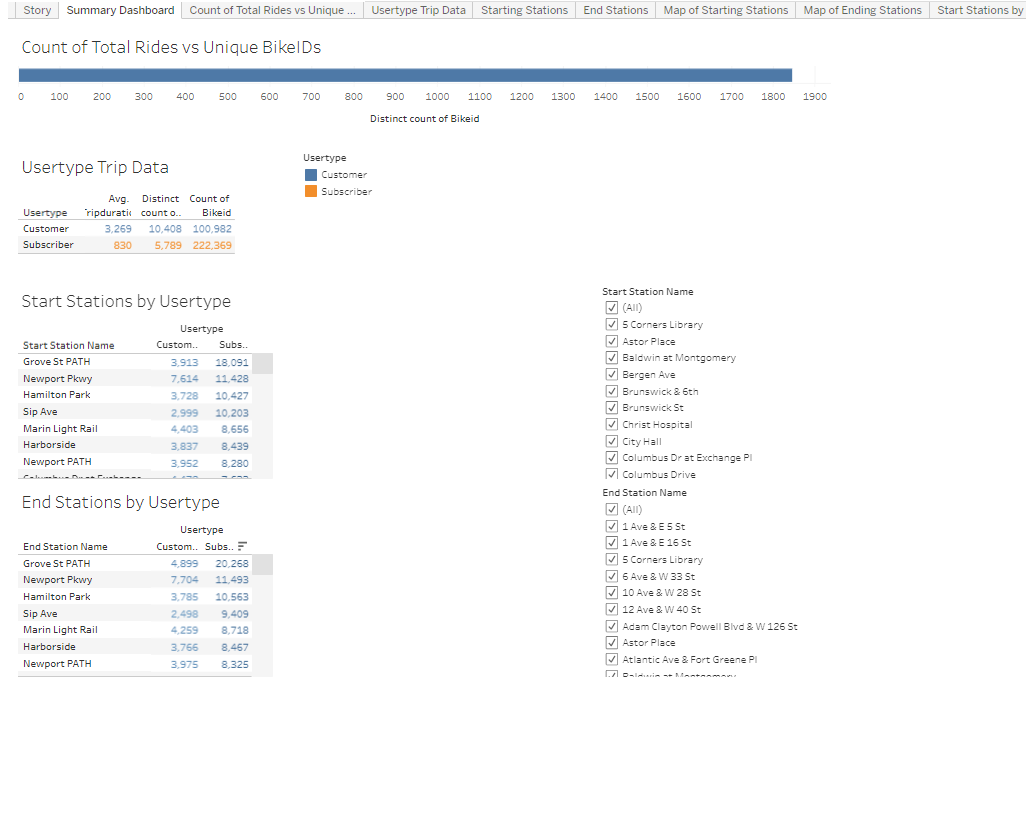 Story Summary Dashboard Count of Total Rides vs Unique ... Usertype Trip Data Starting Stations End Stations Map of Starting Stations Map of Ending Stations Start Stations by
Count of Total Rides vs Unique BikeIDs
0 100 200 300 400 500 600 700 800 900 1000 1100 1200 1300 1400 1500 1600 1700 1800 1900
Distinct count of Bikeid
Usertype Trip Data
Avg. Distinct Count of
Usertype Tripduratic count o.. Bikeid
Customer 3,269 10,408 100,982
Subscriber 830 5,789 222,369
Usertype
Customer
Subscriber
Start Stations by Usertype
Usertype
Start Station Name Custom.. Subs..
Grove St PATH 3,913 18,091
Newport Pkwy 7,614 11,428
Hamilton Park 3,728 10,427
Sip Ave 2,999 10,203
Marin Light Rail 4,403 8,656
Harborside 3,837 8,439
Newport PATH 3,952 8,280
Columbus Dr at Exchange
Start Station Name
(All)
5 Corners Library
Astor Place
Baldwin at Montgomery
Bergen Ave
Brunswick & 6th
Brunswick St
Christ Hospital
City Hall
Columbus Dr at Exchange Pl
Columbus Drive
End Stations by Usertype
Usertype
End Station Name Custom.. Subs..
Grove St PATH 4,899 20,268
Newport Pkwy 7,704 11,493
Hamilton Park 3,785 10,563
Sip Ave 2,498 9,409
Marin Light Rail 4,259 8,718
Harborside 3,766 8,467
Newport PATH 3,975 8,325
End Station Name
(All)
1 Ave & E 5 St
1 Ave & E 16 St
5 Corners Library
6 Ave & W 33 St
10 Ave & W 28 St
12 Ave & W 40 St
Adam Clayton Powell Blvd & W 126 St
Astor Place
Atlantic Ave & Fort Greene Pl
Baldwin at Montgomery